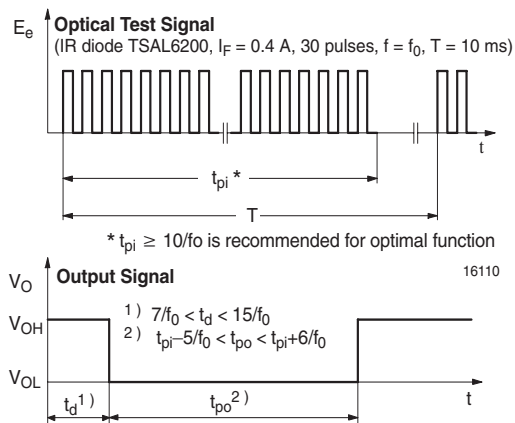 E_e
Optical Test Signal
(IR diode TSAL6200, I_F = 0.4 A, 30 pulses, f = f_0, T = 10 ms)
t
t_pi *
T
* t_pi ≥ 10/fo is recommended for optimal function
V_O
Output Signal
16110
V_OH
1) 7/f_0 < t_d < 15/f_0
2) t_pi–5/f_0 < t_po < t_pi+6/f_0
V_OL
t
t_d 1)
t_po 2)